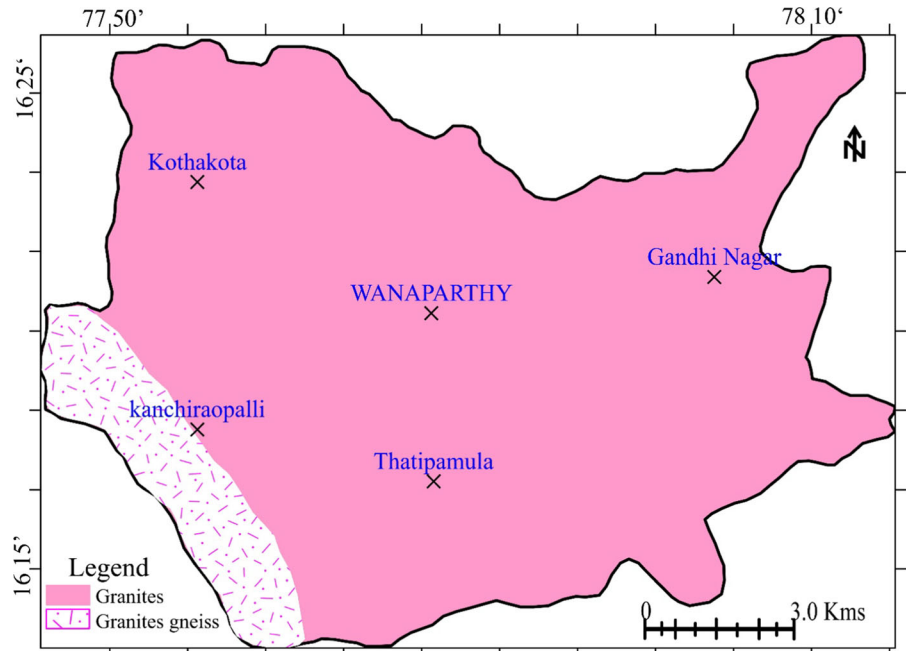 77.50'
78.10'
16.25'
Kothakota
N
Gandhi Nagar
WANAPARTHY
kanchiraopalli
Thatipamula
16.15'
Legend
Granites
Granites gneiss
0
3.0 Kms